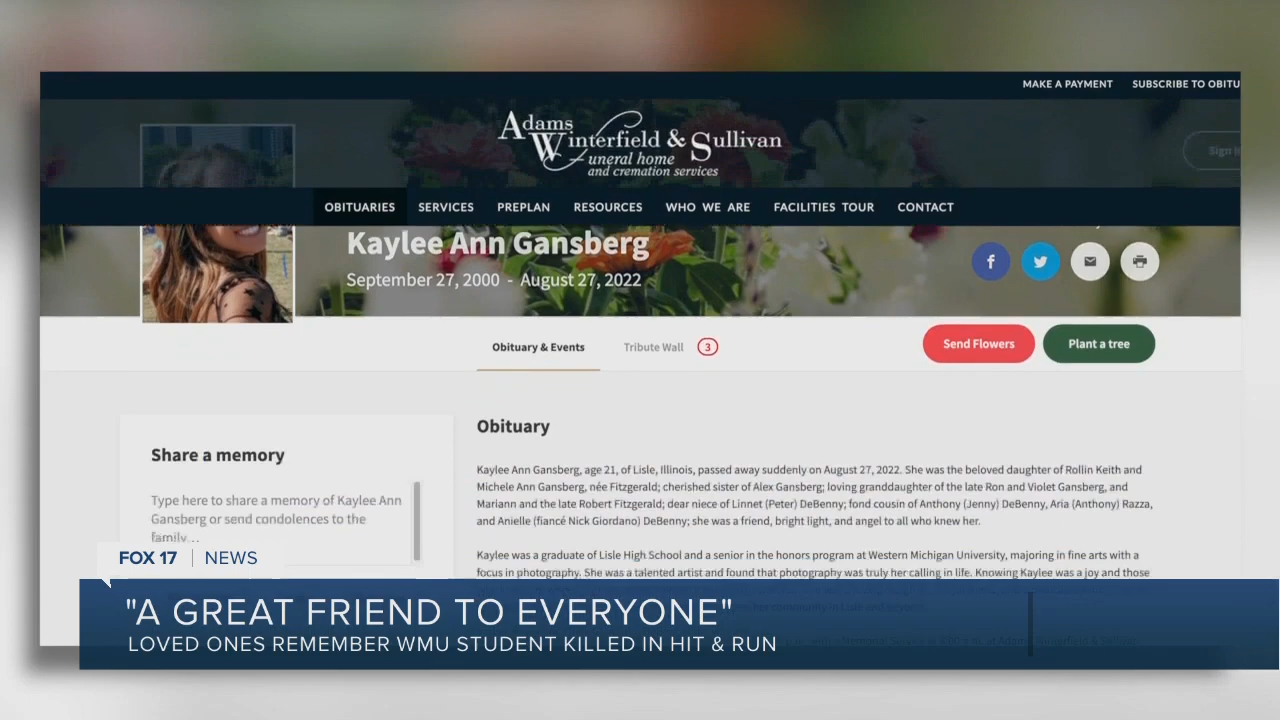 MAKE A PAYMENT SUBSCRIBE TO OBITU
Adams
Winterfield & Sullivan
Funeral home
and cremation services
Sign
OBITUARIES SERVICES PREPLAN RESOURCES WHO WE ARE FACILITIES TOUR CONTACT
Kaylee Ann Gansberg
September 27, 2000 - August 27, 2022
Obituary & Events Tribute Wall 3
Send Flowers Plant a tree
Share a memory
Type here to share a memory of Kaylee Ann
Gansberg or send condolences to the
family...
Obituary
Kaylee Ann Gansberg, age 21, of Lisle, Illinois, passed away suddenly on August 27, 2022. She was the beloved daughter of Rollin Keith and
Michele Ann Gansberg, née Fitzgerald; cherished sister of Alex Gansberg; loving granddaughter of the late Ron and Violet Gansberg, and
Mariann and the late Robert Fitzgerald; dear niece of Linnet (Peter) DeBenny; fond cousin of Anthony (Jenny) DeBenny, Aria (Anthony) Razza,
and Anielle (fiancé Nick Giordano) DeBenny; she was a friend, bright light, and angel to all who knew her.
Kaylee was a graduate of Lisle High School and a senior in the honors program at Western Michigan University, majoring in fine arts with a
focus in photography. She was a talented artist and found that photography was truly her calling in life. Knowing Kaylee was a joy and those
FOX 17 | NEWS
"A GREAT FRIEND TO EVERYONE"
LOVED ONES REMEMBER WMU STUDENT KILLED IN HIT & RUN